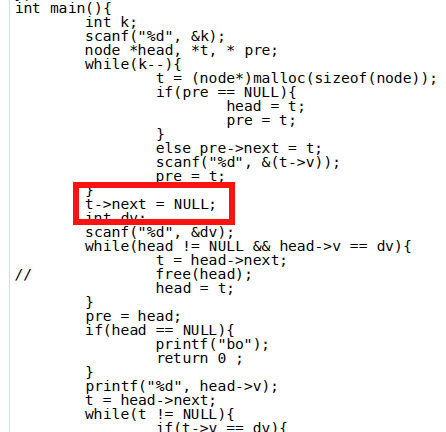 int main(){
int k;
scanf("%d", &k);
node *head, *t, * pre;
while(k--){
t = (node*)malloc(sizeof(node));
if(pre == NULL){
head = t;
pre = t;
}
else pre->next = t;
scanf("%d", &(t->v));
pre = t;
}
t->next = NULL;
int dv;
scanf("%d", &dv);
while(head != NULL && head->v == dv){
t = head->next;
// free(head);
head = t;
}
pre = head;
if(head == NULL){
printf("bo");
return 0 ;
}
printf("%d", head->v);
t = head->next;
while(t != NULL){
if(t->v == dv){